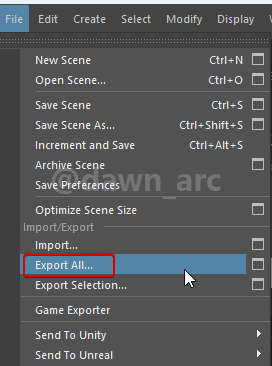 File Edit Create Select Modify Display
New Scene Ctrl+N
Open Scene... Ctrl+O
Save Scene Ctrl+S
Save Scene As... Ctrl+Shift+S
Increment and Save Ctrl+Alt+S
Archive Scene
@dawn_arc
Save Preferences
Optimize Scene Size
Import/Export
Import...
Export All...
Export Selection...
Game Exporter
Send To Unity
Send To Unreal